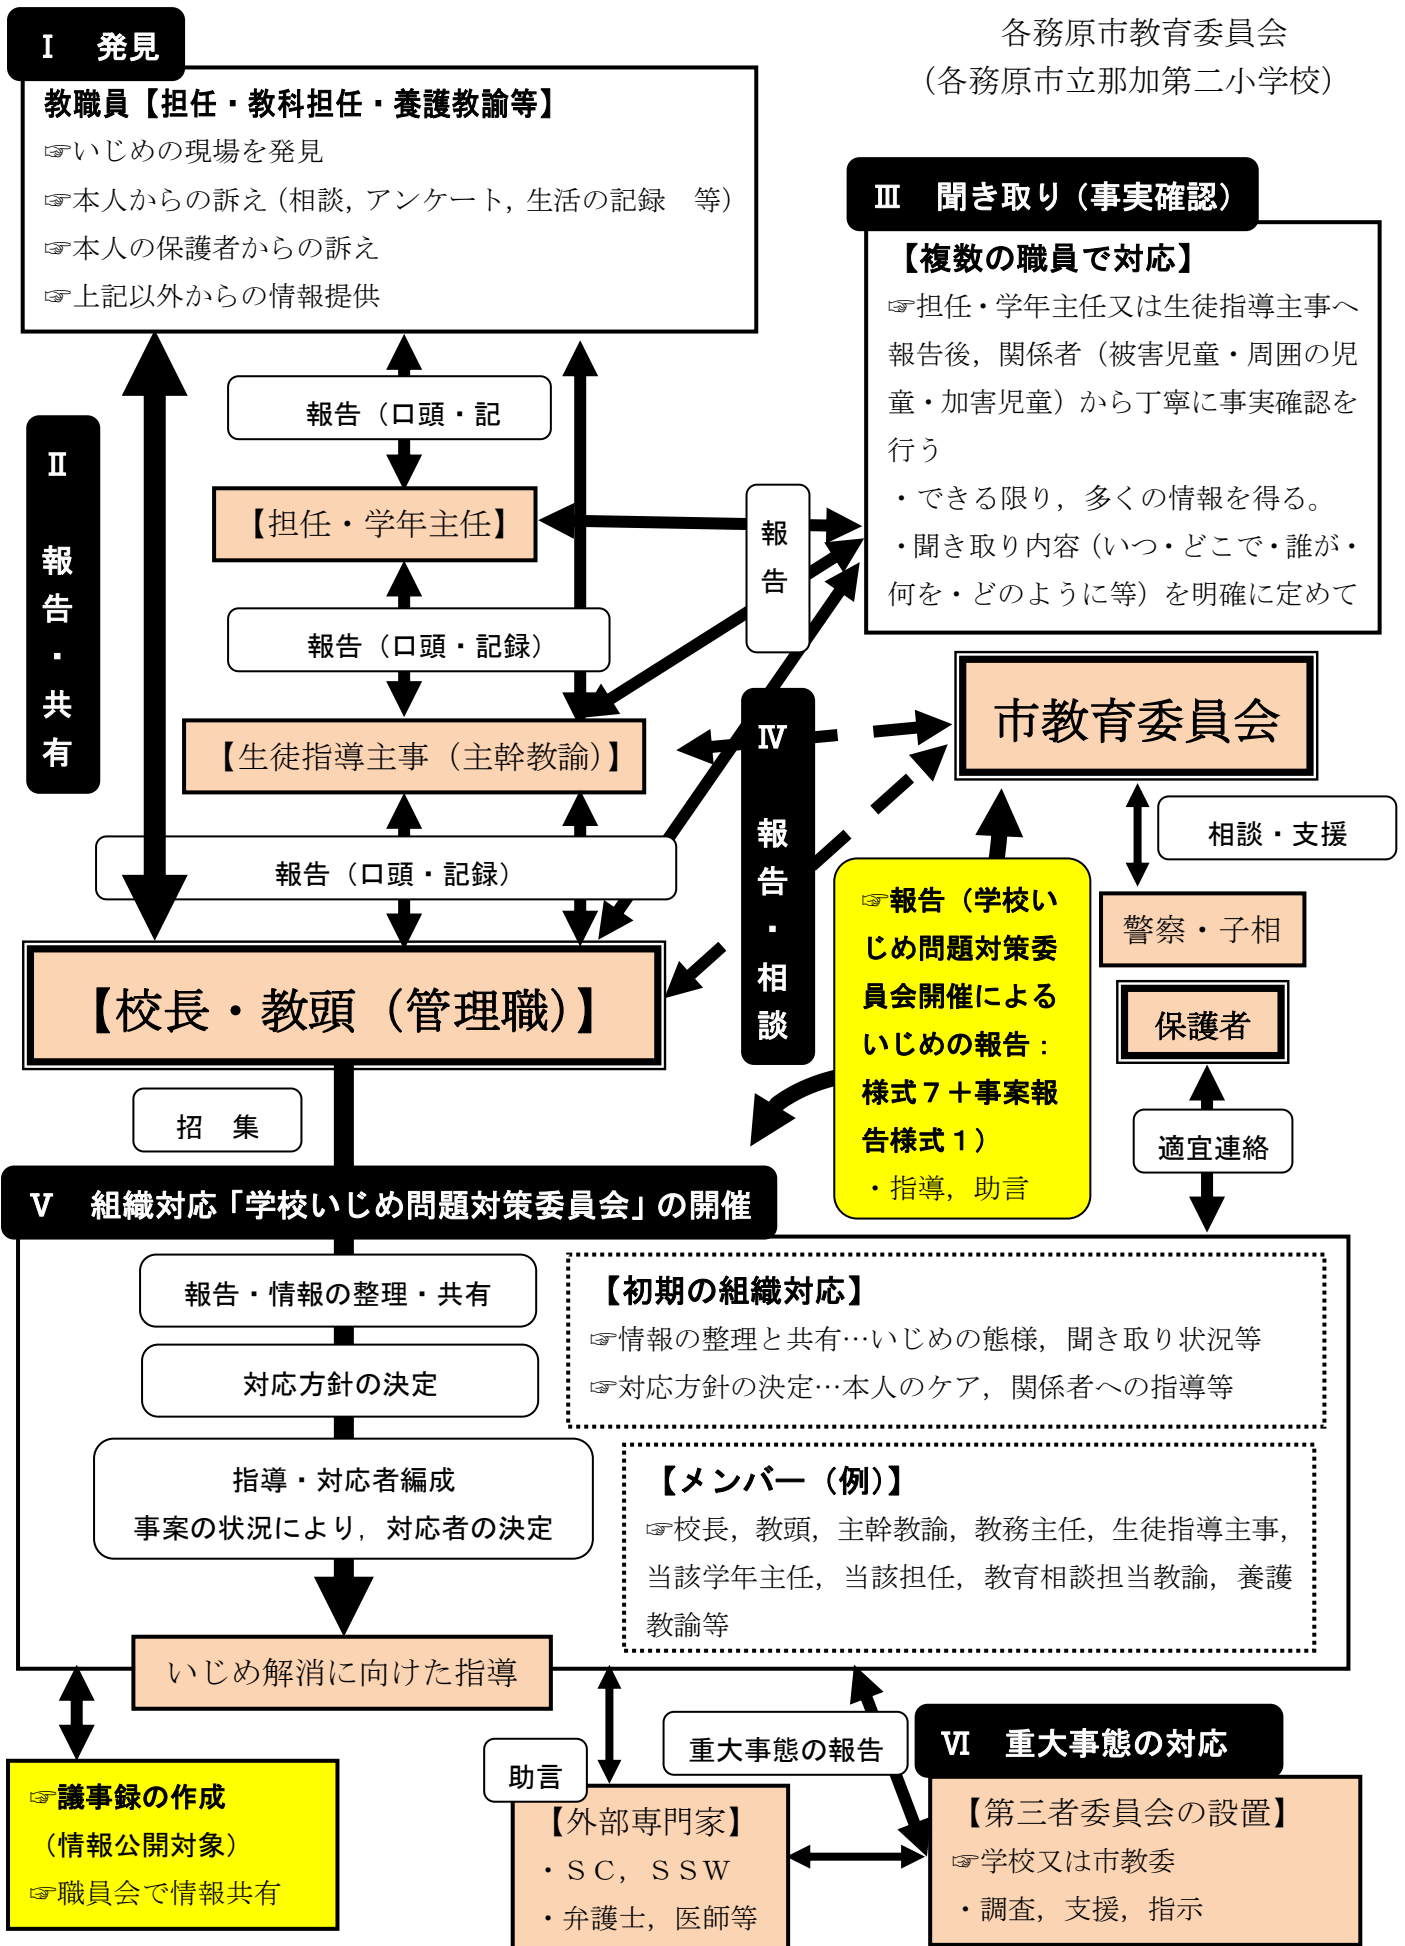 各務原市教育委員会
（各務原市立那加第二小学校）
Ⅰ　発見
教職員【担任・教科担任・養護教諭等】
☞いじめの現場を発見
☞本人からの訴え（相談，アンケート，生活の記録　等）
☞本人の保護者からの訴え
☞上記以外からの情報提供
Ⅲ　聞き取り（事実確認）
【複数の職員で対応】
☞担任・学年主任又は生徒指導主事へ
報告後，関係者（被害児童・周囲の児
童・加害児童）から丁寧に事実確認を
行う
・できる限り，多くの情報を得る。
・聞き取り内容（いつ・どこで・誰が・
何を・どのように等）を明確に定めて
Ⅱ　報告・共有
報告（口頭・記
【担任・学年主任】
報告
報告（口頭・記録）
【生徒指導主事（主幹教諭）】
報告（口頭・記録）
【校長・教頭（管理職）】
Ⅳ　報告・相談
市教育委員会
相談・支援
警察・子相
保護者
適宜連絡
☞報告（学校い
じめ問題対策委
員会開催による
いじめの報告：
様式７＋事案報
告様式１）
・指導，助言
招　集
Ⅴ　組織対応「学校いじめ問題対策委員会」の開催
報告・情報の整理・共有
対応方針の決定
指導・対応者編成
事案の状況により，対応者の決定
【初期の組織対応】
☞情報の整理と共有…いじめの態様，聞き取り状況等
☞対応方針の決定…本人のケア，関係者への指導等
【メンバー（例）】
☞校長，教頭，主幹教諭，教務主任，生徒指導主事，
当該学年主任，当該担任，教育相談担当教諭，養護
教諭等
いじめ解消に向けた指導
☞議事録の作成
（情報公開対象）
☞職員会で情報共有
助言
【外部専門家】
・ＳＣ，ＳＳＷ
・弁護士，医師等
重大事態の報告
Ⅵ　重大事態の対応
【第三者委員会の設置】
☞学校又は市教委
・調査，支援，指示